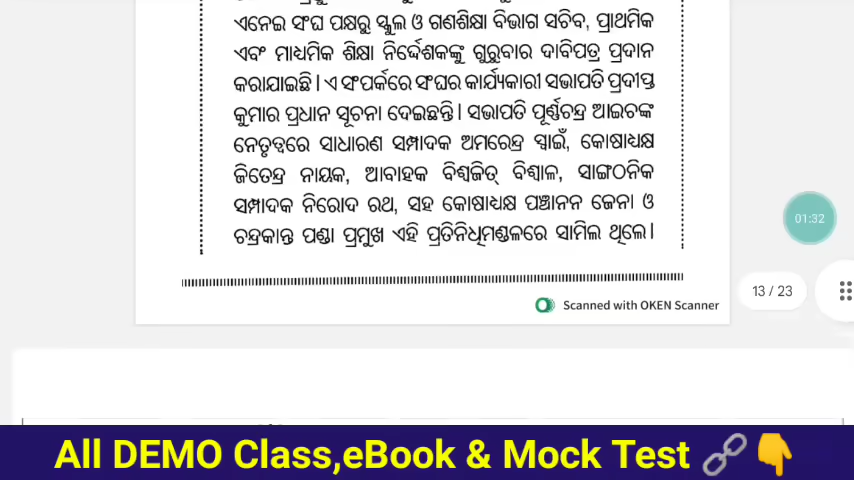 ଏନେଇ ସଂଘ ପକ୍ଷରୁ ସ୍କୁଲ ଓ ଗଣଶିକ୍ଷା ବିଭାଗ ସଚିବ, ପ୍ରାଥମିକ
ଏବଂ ମାଧ୍ୟମିକ ଶିକ୍ଷା ନିର୍ଦ୍ଦେଶକଙ୍କୁ ଗୁରୁବାର ଦାବିପତ୍ର ପ୍ରଦାନ
କରାଯାଇଛି । ଏ ସଂପର୍କରେ ସଂଘର କାର୍ଯ୍ୟକାରୀ ସଭାପତି ପ୍ରଦୀପ୍ତ
କୁମାର ପ୍ରଧାନ ସୂଚନା ଦେଇଛନ୍ତି । ସଭାପତି ପୂର୍ଣ୍ଣଚନ୍ଦ୍ର ଆଇଚଙ୍କ
ନେତୃତ୍ୱରେ ସାଧାରଣ ସମ୍ପାଦକ ଅମରେନ୍ଦ୍ର ସ୍ୱାଇଁ, କୋଷାଧ୍ୟକ୍ଷ
ଜିତେନ୍ଦ୍ର ନାୟକ, ଆବାହକ ବିଶ୍ୱଜିତ୍ ବିଶ୍ୱାଳ, ସାଙ୍ଗଠନିକ
ସମ୍ପାଦକ ନିରୋଦ ରଥ, ସହ କୋଷାଧ୍ୟକ୍ଷ ପଞ୍ଚାନନ ଜେନା ଓ
ଚନ୍ଦ୍ରକାନ୍ତ ପଣ୍ଡା ପ୍ରମୁଖ ଏହି ପ୍ରତିନିଧିମଣ୍ଡଳରେ ସାମିଲ ଥିଲେ ।
01:32
13 / 23
Scanned with OKEN Scanner
All DEMO Class,eBook & Mock Test 🔗👇